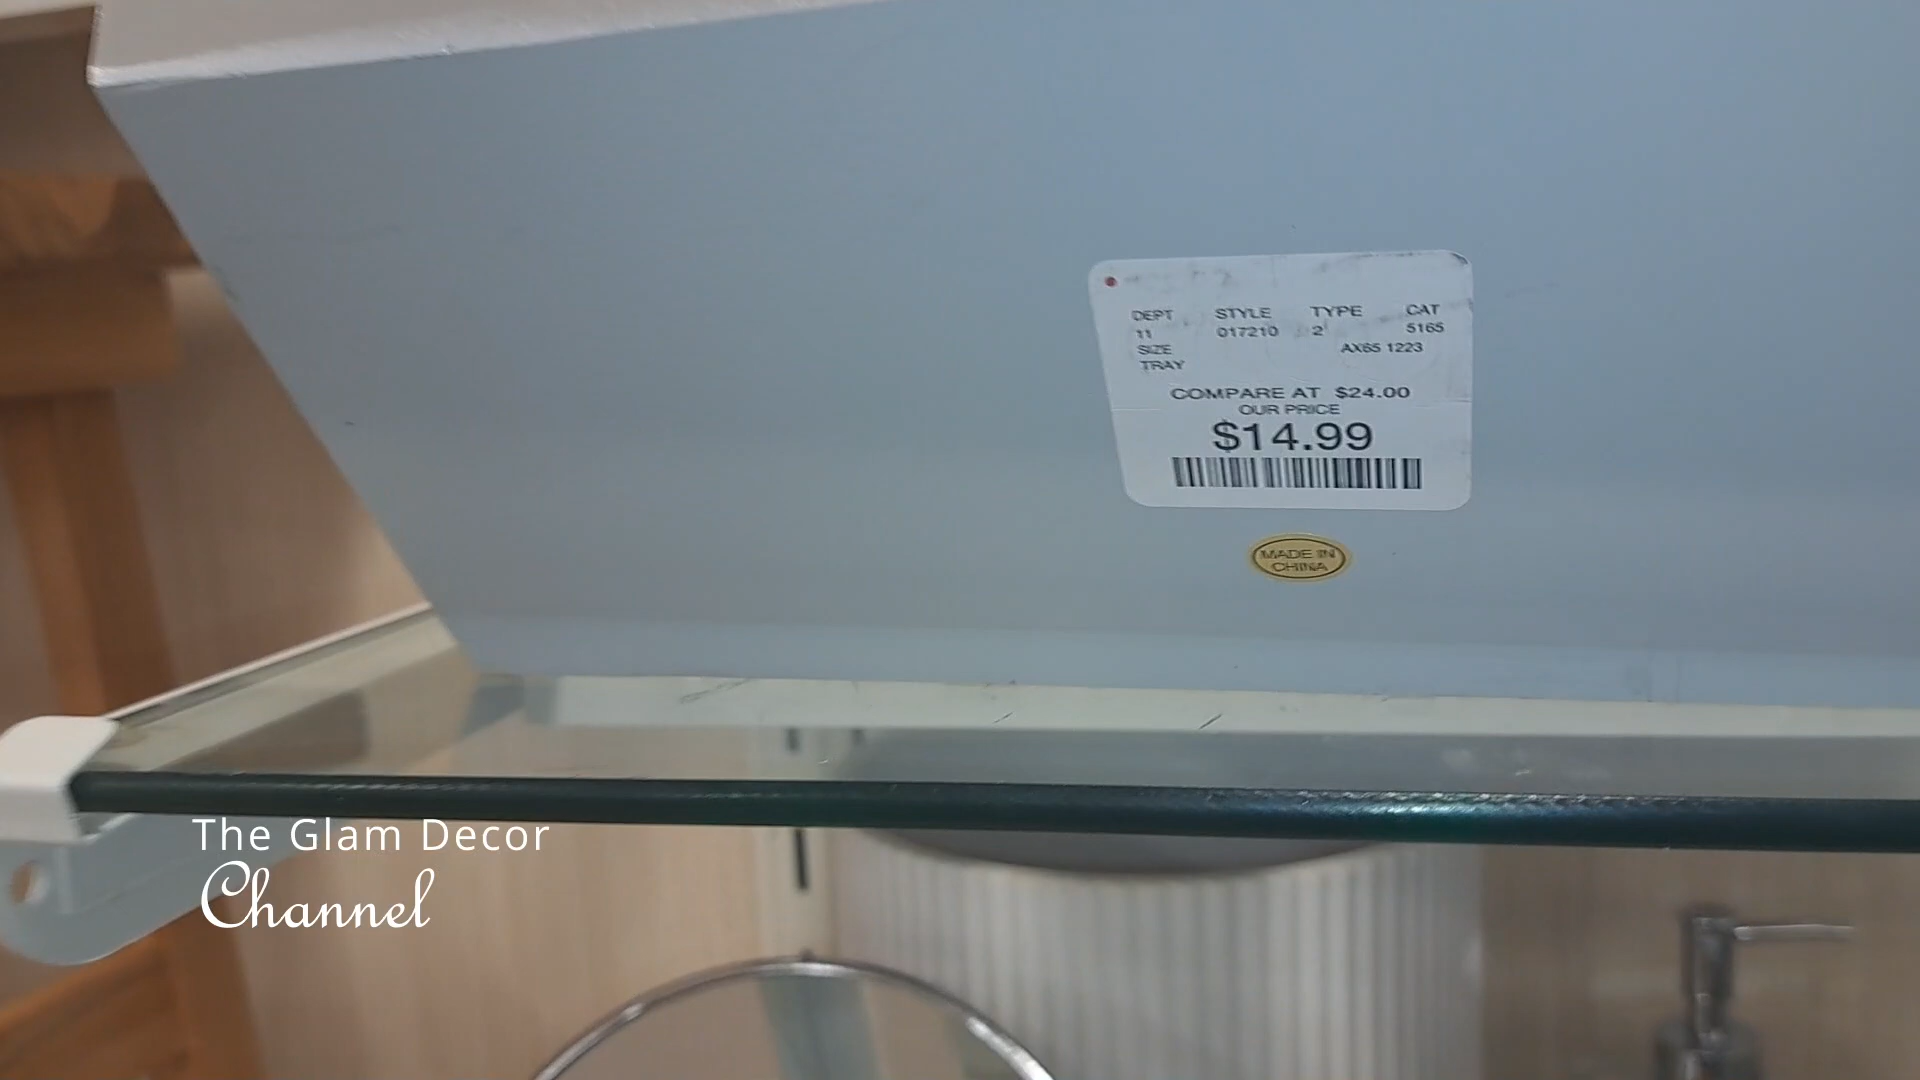 DEPT STYLE TYPE CAT
11 017210 2 5165
SIZE AX65 1223
TRAY
COMPARE AT $24.00
OUR PRICE
$14.99
MADE IN
CHINA
The Glam Decor
Channel